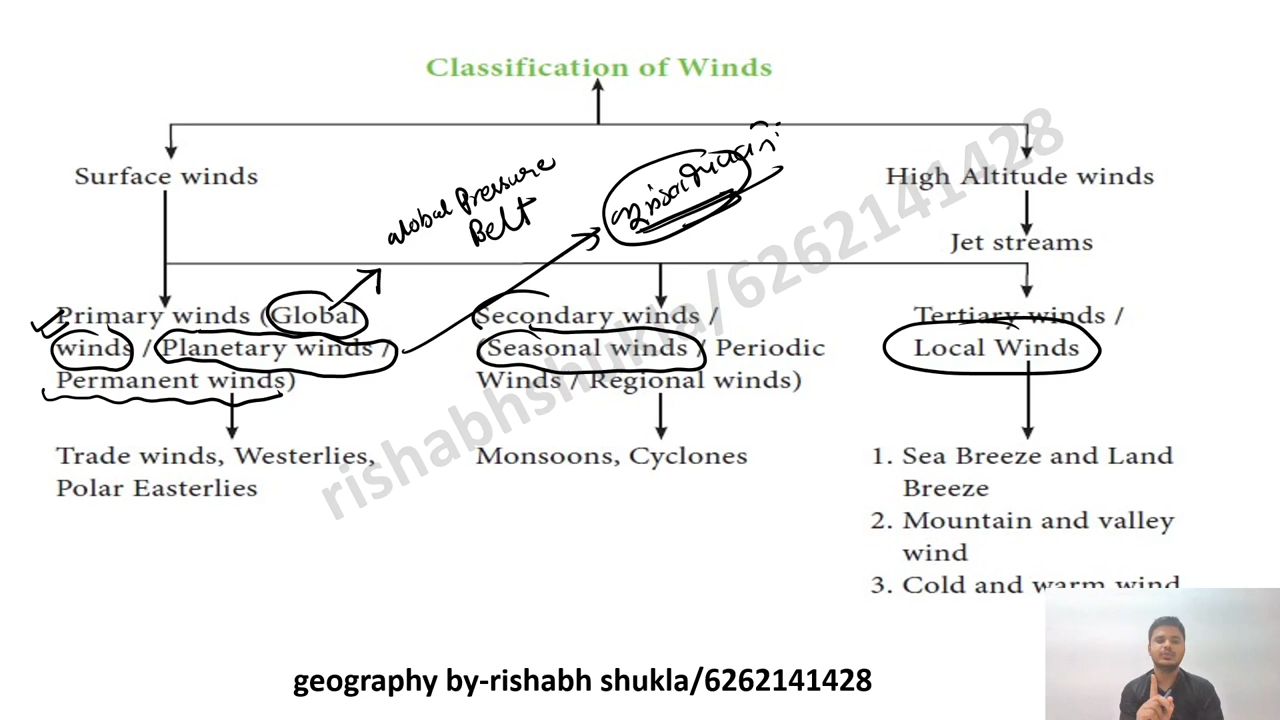 Classification of Winds
Surface winds
High Altitude winds
Jet streams
Global Pressure
Belt
Primary winds (Global
winds / Planetary winds /
Permanent winds)
Secondary winds /
(Seasonal winds / Periodic
Winds / Regional winds)
Tertiary winds /
Local Winds
Trade winds, Westerlies,
Polar Easterlies
Monsoons, Cyclones
1. Sea Breeze and Land
Breeze
2. Mountain and valley
wind
3. Cold and warm wind
rishabhshukla/6262141428
geography by-rishabh shukla/6262141428